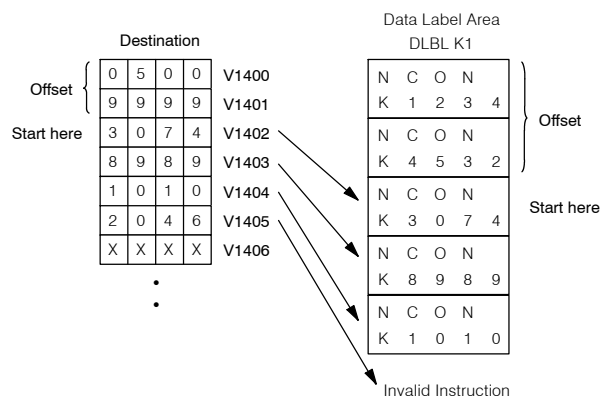 Data Label Area
Destination
DLBL K1
0 5 0 0 V1400
N C O N
K 1 2 3 4
Offset
9 9 9 9 V1401
Offset
Start here
3 0 7 4 V1402
N C O N
K 4 5 3 2
8 9 8 9 V1403
1 0 1 0 V1404
N C O N
K 3 0 7 4
Start here
2 0 4 6 V1405
X X X X V1406
N C O N
K 8 9 8 9
N C O N
K 1 0 1 0
Invalid Instruction